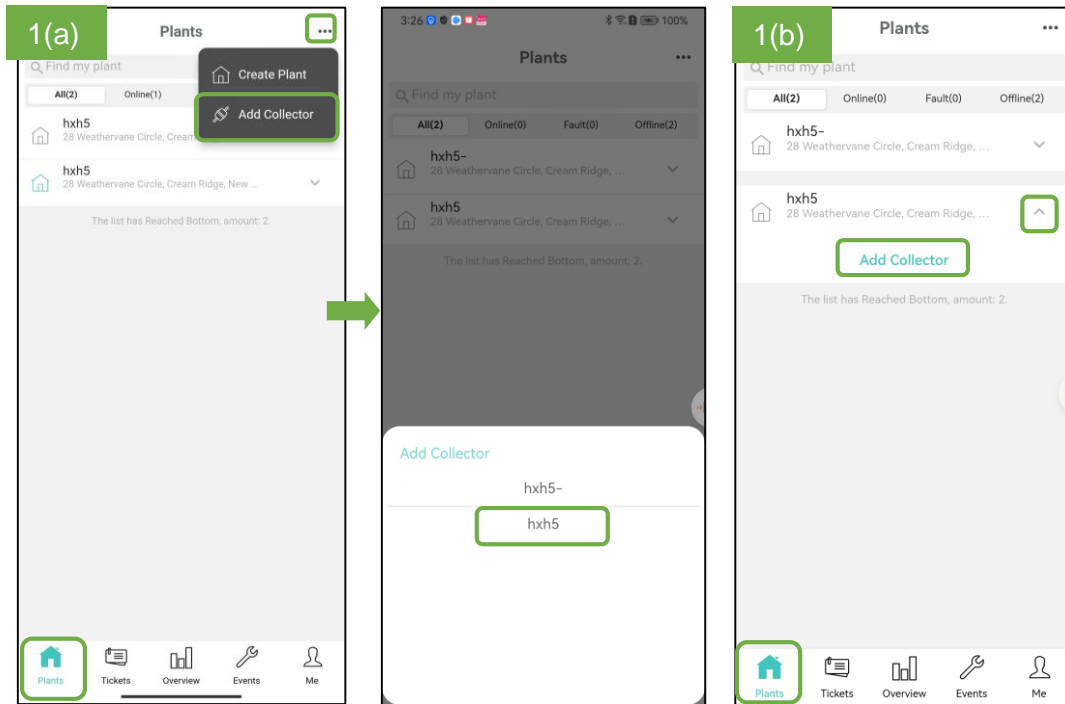 1(a)
Plants
...
Find my plant
All(2) Online(1)
Create Plant
Add Collector
hxh5
28 Weathervane Circle, Cream
hxh5
28 Weathervane Circle, Cream Ridge, New ...
The list has Reached Bottom, amount: 2.
Plants Tickets Overview Events Me
3:26 100%
Plants
...
Find my plant
All(2) Online(0) Fault(0) Offline(2)
hxh5-
28 Weathervane Circle, Cream Ridge, ...
hxh5
28 Weathervane Circle, Cream Ridge, ...
The list has Reached Bottom, amount: 2.
Add Collector
hxh5-
hxh5
1(b)
Plants
...
Find my plant
All(2) Online(0) Fault(0) Offline(2)
hxh5-
28 Weathervane Circle, Cream Ridge, ...
hxh5
28 Weathervane Circle, Cream Ridge, ...
Add Collector
The list has Reached Bottom, amount: 2.
Plants Tickets Overview Events Me